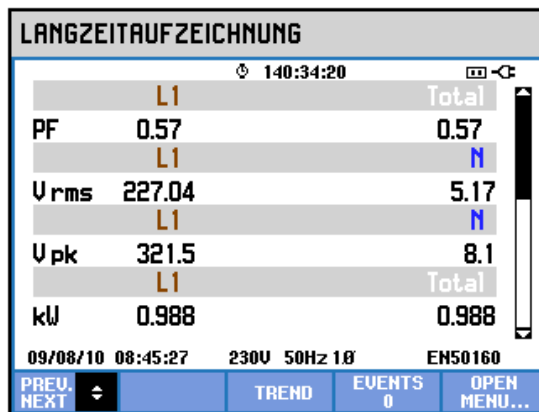 LANGZEITAUFZEICHNUNG
140:34:20
L1 Total
PF 0.57 0.57
L1 N
V rms 227.04 5.17
L1 N
V pk 321.5 8.1
L1 Total
kW 0.988 0.988
09/08/10 08:45:27 230V 50Hz 1Ø EN50160
PREV. NEXT TREND EVENTS 0 OPEN MENU...